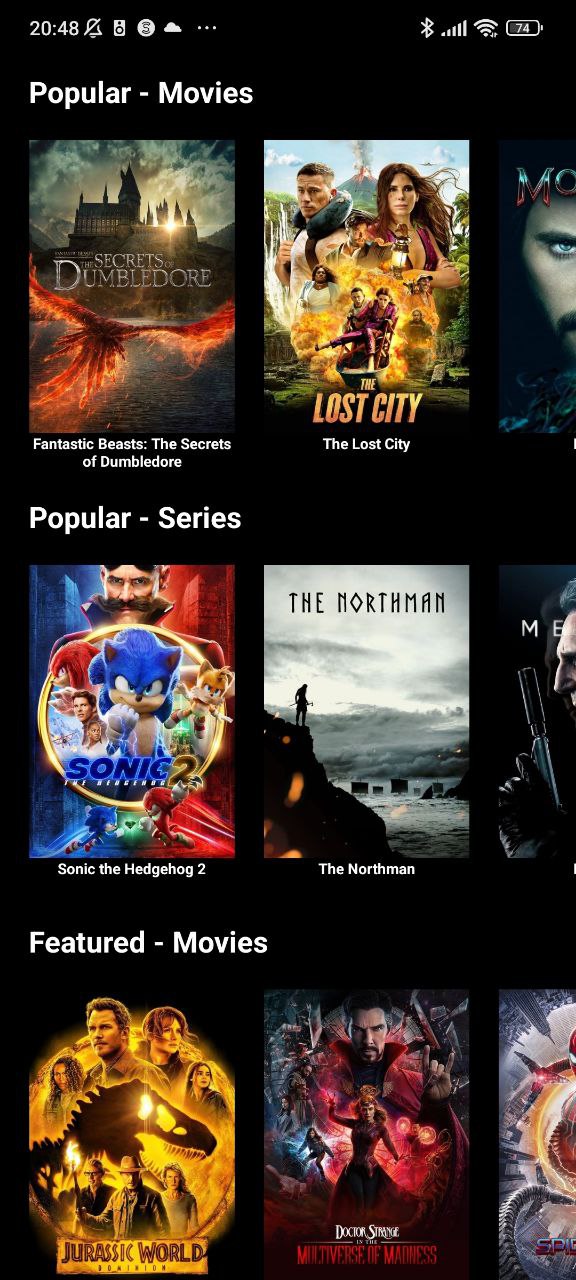 20:48
74
Popular - Movies
FANTASTIC BEASTS
THE SECRETS OF
DUMBLEDORE
THE
LOST CITY
MO
Fantastic Beasts: The Secrets
of Dumbledore
The Lost City
Popular - Series
SONIC 2
THE HEDGEHOG
THE NORTHMAN
ME
Sonic the Hedgehog 2
The Northman
Featured - Movies
JURASSIC WORLD
DOMINION
DOCTOR STRANGE
IN THE
MULTIVERSE OF MADNESS
SPID